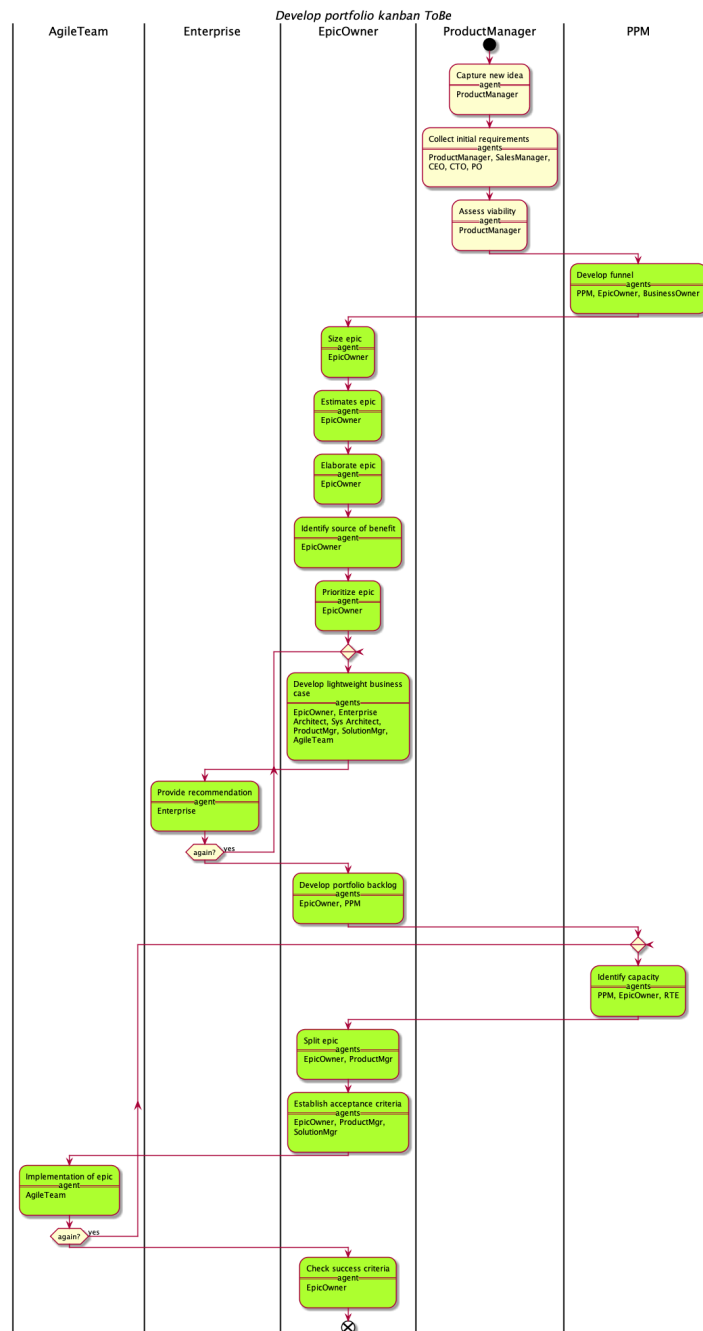 Develop portfolio kanban ToBe
AgileTeam
Enterprise
EpicOwner
ProductManager
PPM
Capture new idea
agent
ProductManager
Collect initial requirements
agents
ProductManager, SalesManager,
CEO, CTO, PO
Assess viability
agent
ProductManager
Develop funnel
agents
PPM, EpicOwner, BusinessOwner
Size epic
agent
EpicOwner
Estimates epic
agent
EpicOwner
Elaborate epic
agent
EpicOwner
Identify source of benefit
agent
EpicOwner
Prioritize epic
agent
EpicOwner
Develop lightweight business
case
agents
EpicOwner, Enterprise
Architect, Sys Architect,
ProductMgr, SolutionMgr,
AgileTeam
Provide recommendation
agent
Enterprise
again?
yes
Develop portfolio backlog
agents
EpicOwner, PPM
Identify capacity
agents
PPM, EpicOwner, RTE
Split epic
agents
EpicOwner, ProductMgr
Establish acceptance criteria
agents
EpicOwner, ProductMgr,
SolutionMgr
Implementation of epic
agent
AgileTeam
again?
yes
Check success criteria
agent
EpicOwner